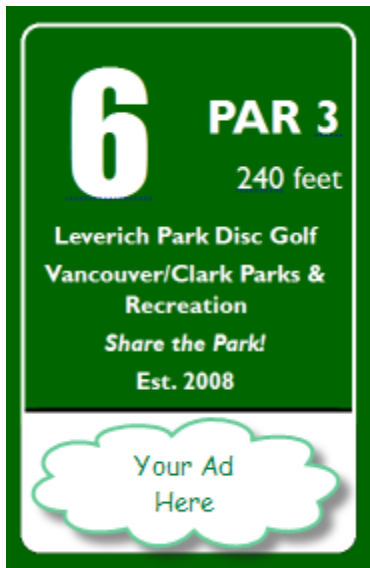 6
PAR 3
240 feet
Leverich Park Disc Golf
Vancouver/Clark Parks &
Recreation
Share the Park!
Est. 2008
Your Ad
Here